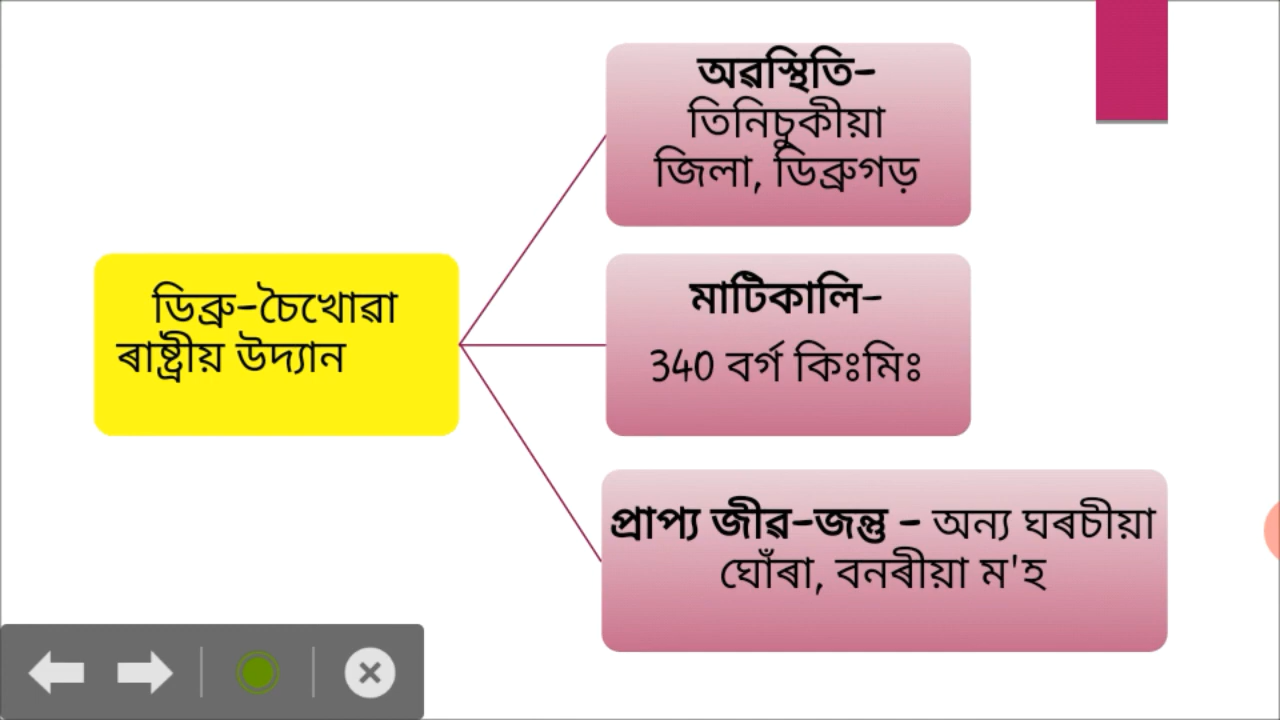 ডিব্ৰু-চৈখোৱা
ৰাষ্ট্ৰীয় উদ্যান
অৱস্থিতি-
তিনিচুকীয়া
জিলা, ডিব্ৰুগড়
মাটিকালি-
340 বৰ্গ কিঃমিঃ
প্ৰাপ্য জীৱ-জন্তু - অন্য ঘৰচীয়া
ঘোঁৰা, বনৰীয়া ম'হ